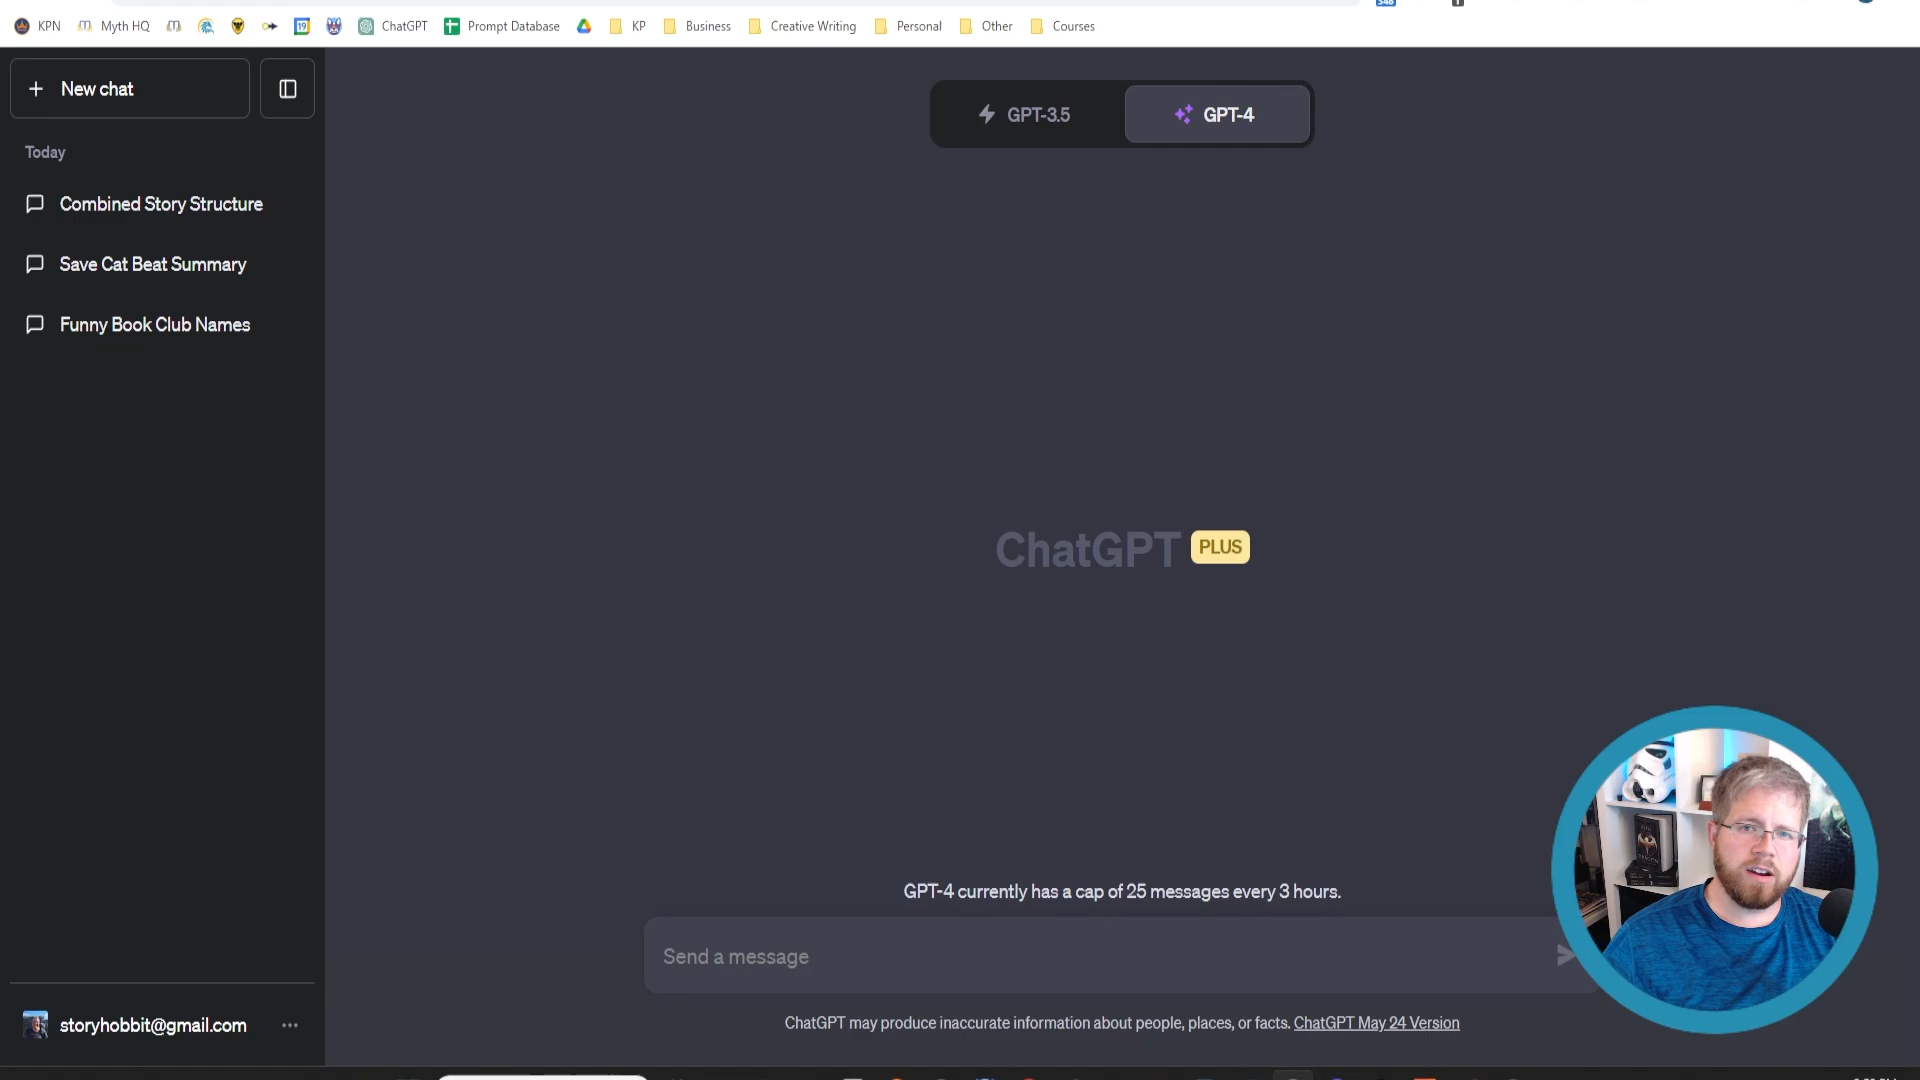 KPN Myth HQ 19 ChatGPT Prompt Database KP Business Creative Writing Personal Other Courses
New chat
GPT-3.5 GPT-4
Today
Combined Story Structure
Save Cat Beat Summary
Funny Book Club Names
ChatGPT PLUS
GPT-4 currently has a cap of 25 messages every 3 hours.
Send a message
ChatGPT may produce inaccurate information about people, places, or facts. ChatGPT May 24 Version
storyhobbit@gmail.com